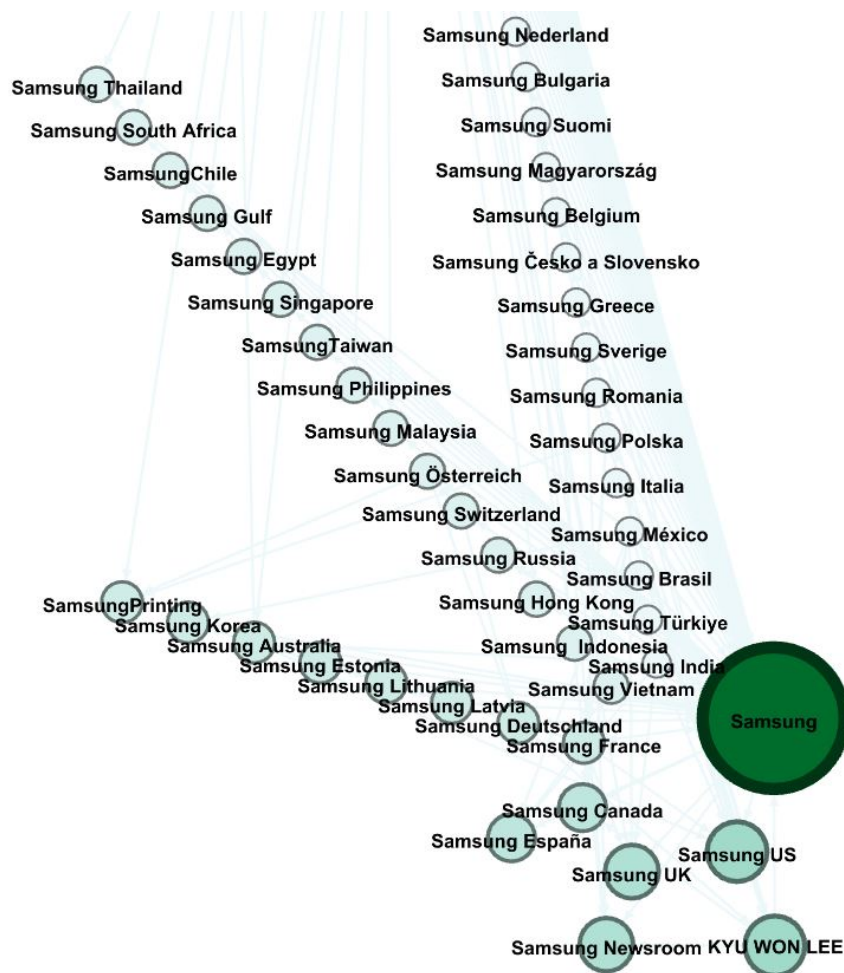 Samsung Nederland
Samsung Thailand
Samsung Bulgaria
Samsung South Africa
Samsung Suomi
SamsungChile
Samsung Magyarország
Samsung Gulf
Samsung Belgium
Samsung Egypt
Samsung Česko a Slovensko
Samsung Singapore
Samsung Greece
SamsungTaiwan
Samsung Sverige
Samsung Philippines
Samsung Romania
Samsung Malaysia
Samsung Polska
Samsung Österreich
Samsung Italia
Samsung Switzerland
Samsung México
Samsung Russia
Samsung Brasil
SamsungPrinting
Samsung Hong Kong
Samsung Korea
Samsung Türkiye
Samsung Australia
Samsung Indonesia
Samsung Estonia
Samsung India
Samsung Lithuania
Samsung Vietnam
Samsung Latvia
Samsung Deutschland
Samsung
Samsung France
Samsung Canada
Samsung España
Samsung US
Samsung UK
Samsung Newsroom
KYU WON LEE